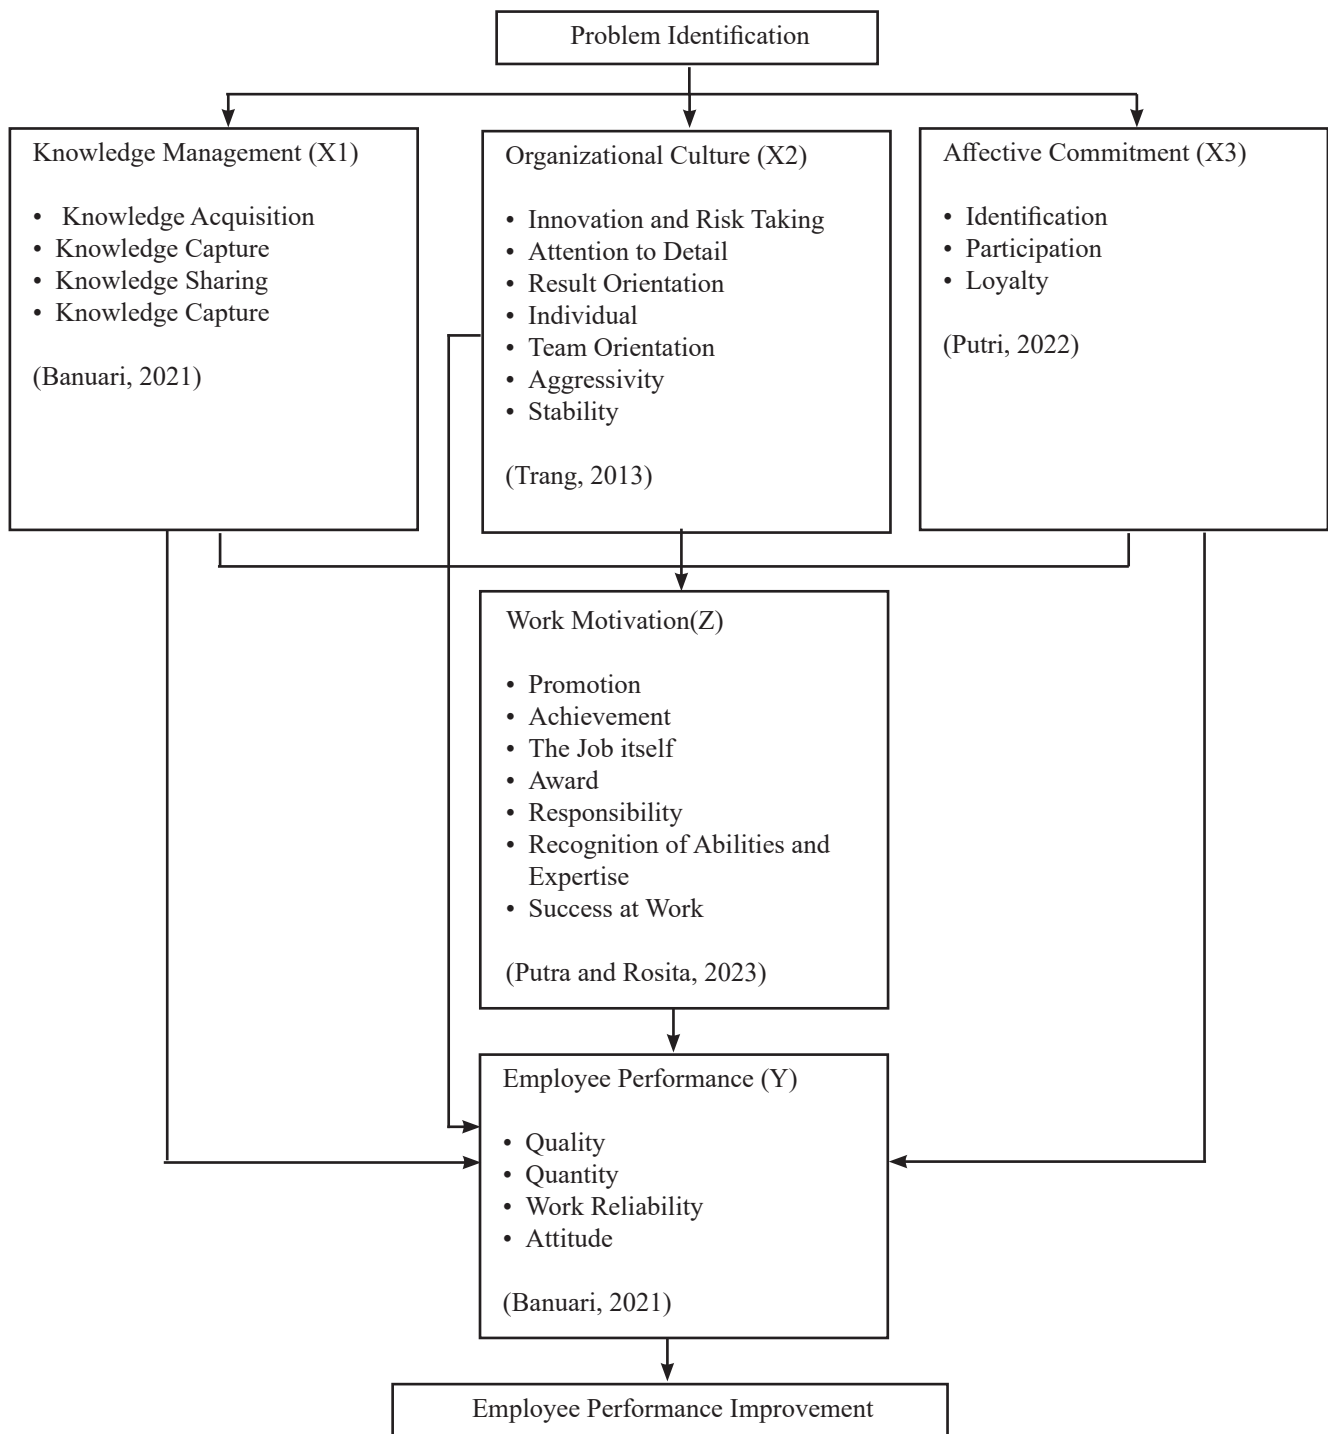 Problem Identification
Knowledge Management (X1)
• Knowledge Acquisition
• Knowledge Capture
• Knowledge Sharing
• Knowledge Capture
(Banuari, 2021)
Organizational Culture (X2)
• Innovation and Risk Taking
• Attention to Detail
• Result Orientation
• Individual
• Team Orientation
• Aggressivity
• Stability
(Trang, 2013)
Affective Commitment (X3)
• Identification
• Participation
• Loyalty
(Putri, 2022)
Work Motivation(Z)
• Promotion
• Achievement
• The Job itself
• Award
• Responsibility
• Recognition of Abilities and
Expertise
• Success at Work
(Putra and Rosita, 2023)
Employee Performance (Y)
• Quality
• Quantity
• Work Reliability
• Attitude
(Banuari, 2021)
Employee Performance Improvement